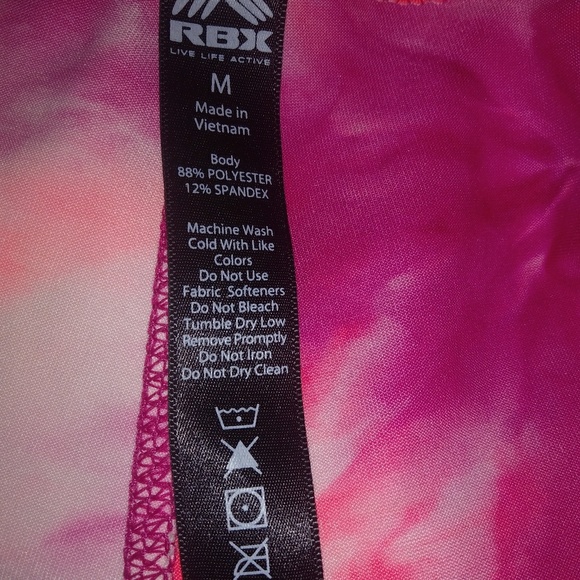 RBX
LIVE LIFE ACTIVE
M
Made in
Vietnam
Body
88% POLYESTER
12% SPANDEX
Machine Wash
Cold With Like
Colors
Do Not Use
Fabric Softeners
Do Not Bleach
Tumble Dry Low
Remove Promptly
Do Not Iron
Do Not Dry Clean